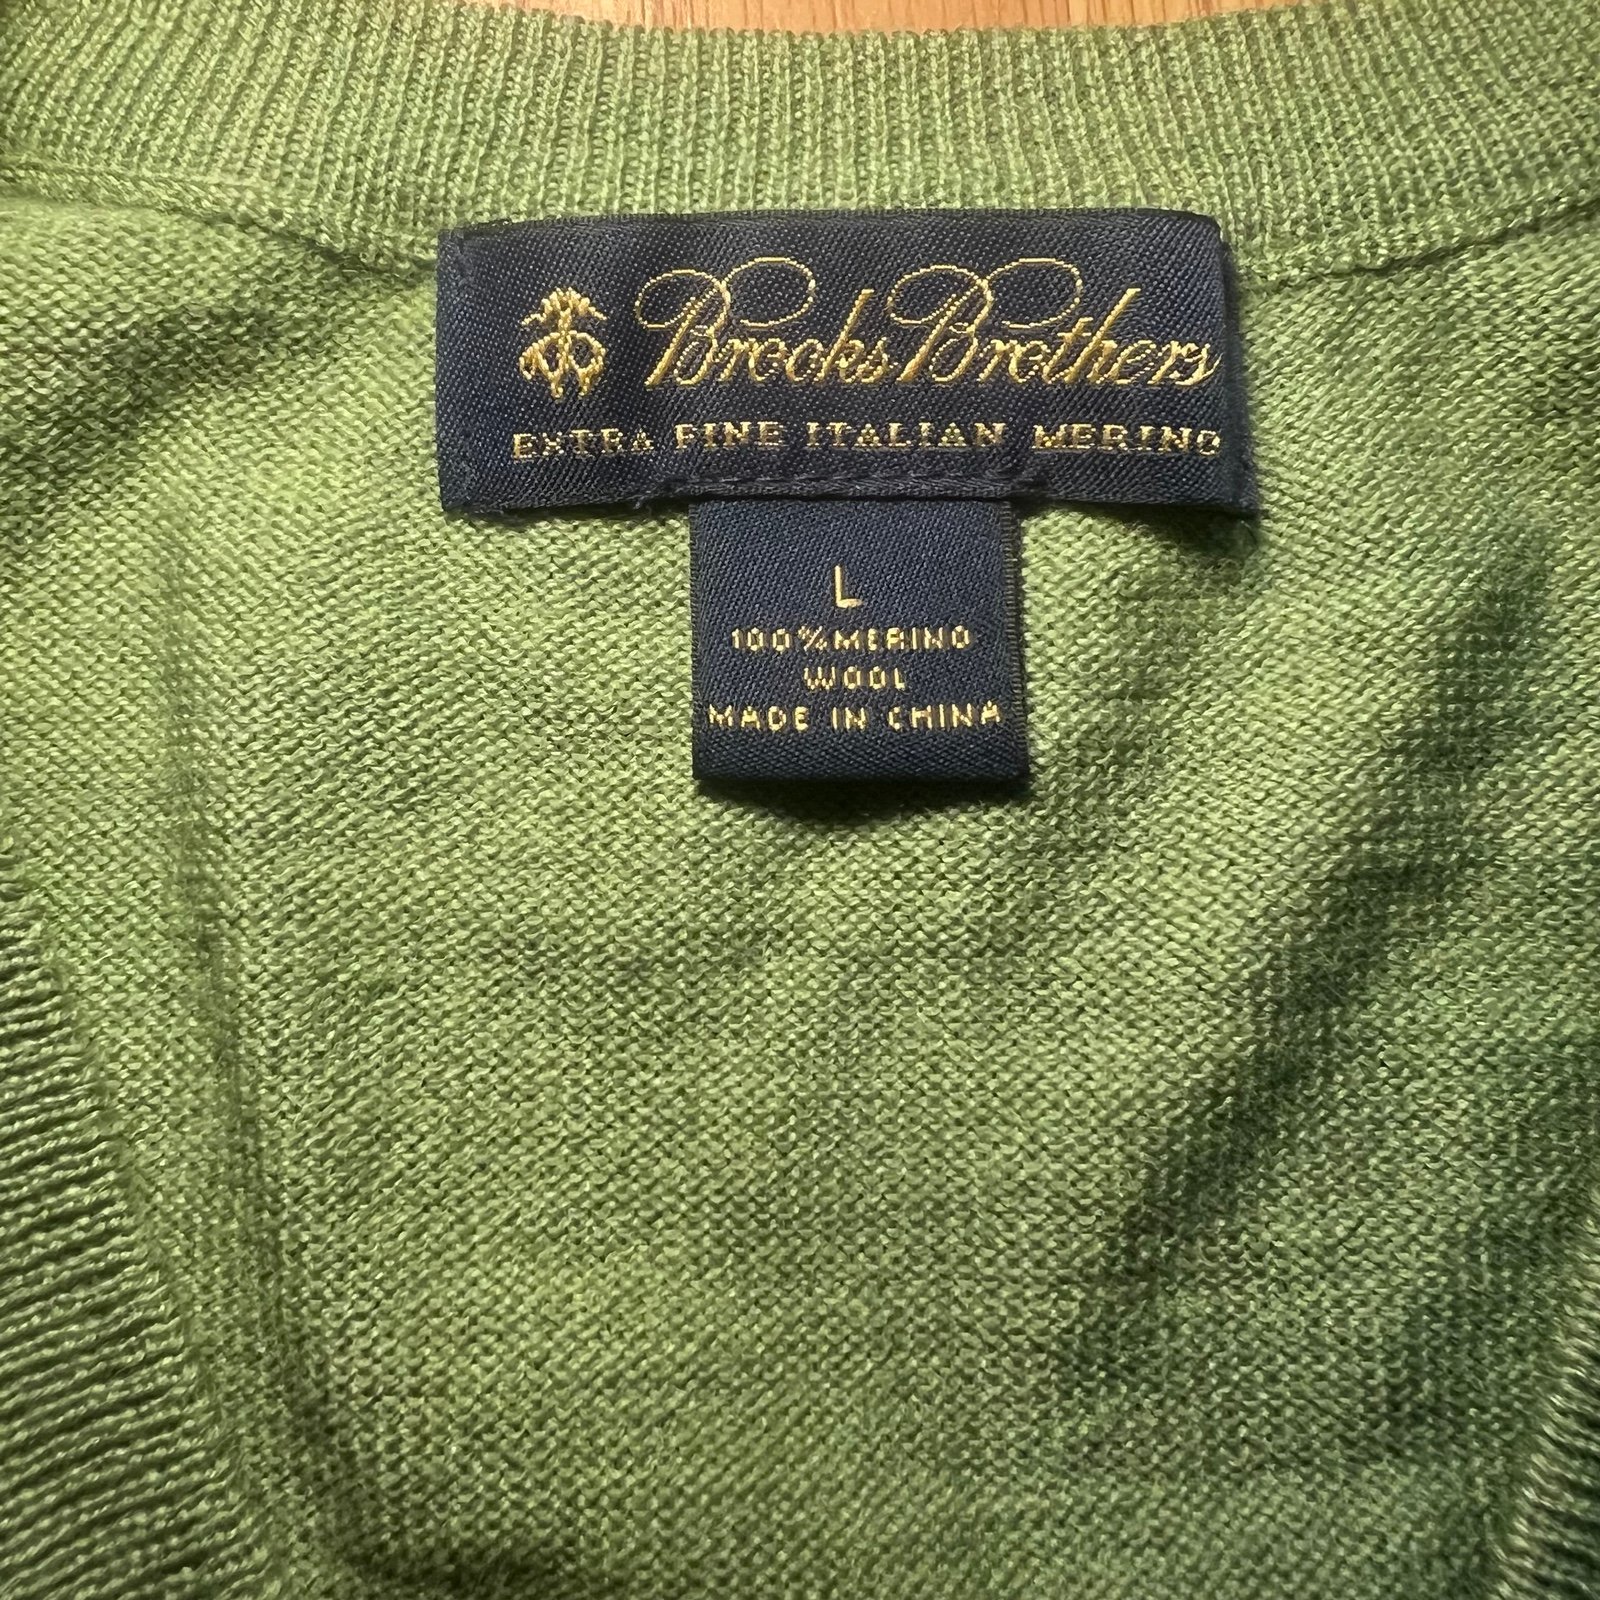 Brooks Brothers
EXTRA FINE ITALIAN MERINO
L
100% MERINO
WOOL
MADE IN CHINA